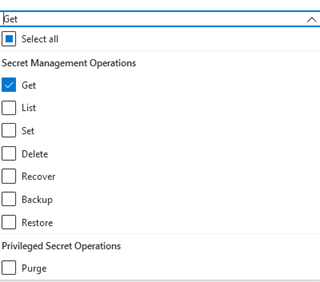 Get
Select all
Secret Management Operations
Get
List
Set
Delete
Recover
Backup
Restore
Privileged Secret Operations
Purge